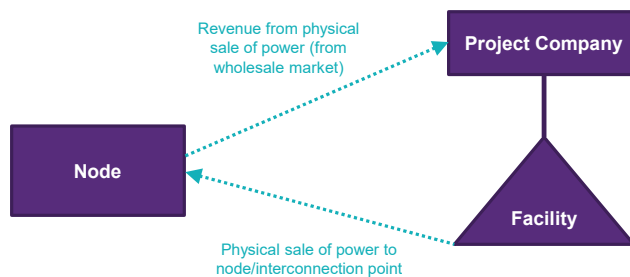 Revenue from physical
sale of power (from
wholesale market)
Project Company
Node
Facility
Physical sale of power to
node/interconnection point